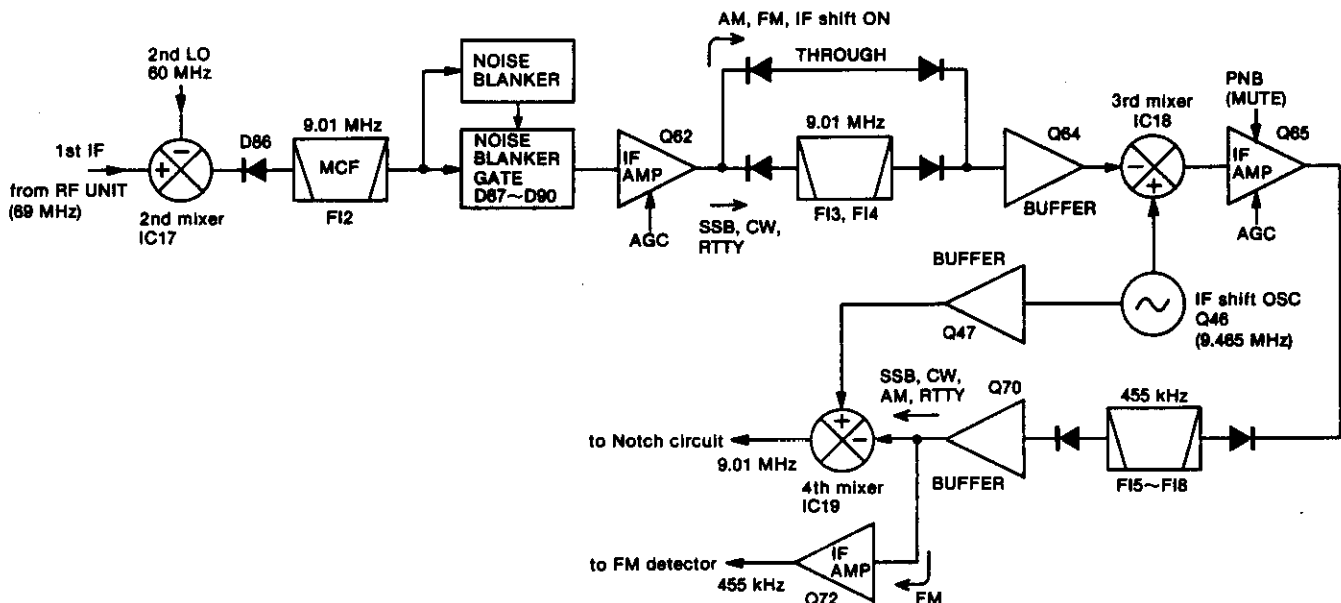 AM, FM, IF shift ON
2nd LO
60 MHz
NOISE
BLANKER
THROUGH
PNB
(MUTE)
3rd mixer
IC18
D86
9.01 MHz
Q62
9.01 MHz
Q64
Q65
1st IF
MCF
NOISE
BLANKER
GATE
D87~D90
IF
AMP
IF
AMP
from RF UNIT
(69 MHz)
2nd mixer
IC17
FI2
AGC
SSB, CW,
RTTY
FI3, FI4
BUFFER
AGC
BUFFER
Q47
IF shift OSC
Q46
(9.465 MHz)
SSB, CW,
AM, RTTY
Q70
455 kHz
to Notch circuit
9.01 MHz
4th mixer
IC19
BUFFER
FI5~FI8
to FM detector
455 kHz
IF
AMP
Q72
FM